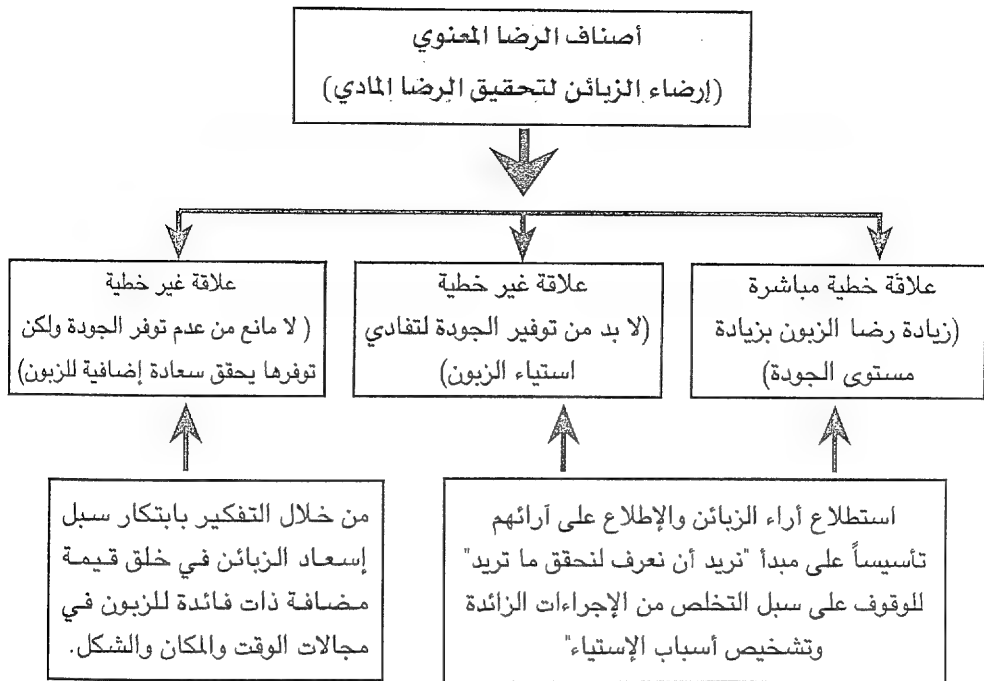 أصناف الرضا المعنوي
(إرضاء الزبائن لتحقيق الرضا المادي)
علاقة خطية مباشرة
(زيادة رضا الزبون بزيادة
مستوى الجودة)
علاقة غير خطية
(لا بد من توفير الجودة لتفادي
استياء الزبون)
علاقة غير خطية
( لا مانع من عدم توفر الجودة ولكن
توفرها يحقق سعادة إضافية للزبون)
استطلاع أراء الزبائن والإطلاع على آرائهم
تأسيساً على مبدأ "نريد أن نعرف لنحقق ما تريد"
للوقوف على سبل التخلص من الإجراءات الزائدة
وتشخيص أسباب الإستياء"
من خلال التفكير بابتكار سبل
إسعاد الزبائن في خلق قيمة
مضافة ذات فائدة للزبون في
مجالات الوقت والمكان والشكل.